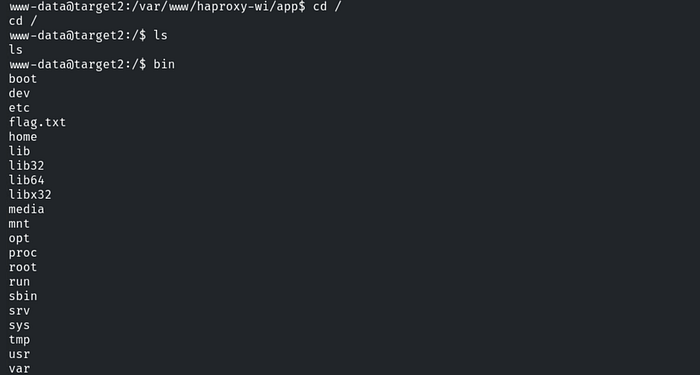 www-data@target2:/var/www/haproxy-wi/app$ cd /
cd /
www-data@target2:/$ ls
ls
www-data@target2:/$ bin
boot
dev
etc
flag.txt
home
lib
lib32
lib64
libx32
media
mnt
opt
proc
root
run
sbin
srv
sys
tmp
usr
var